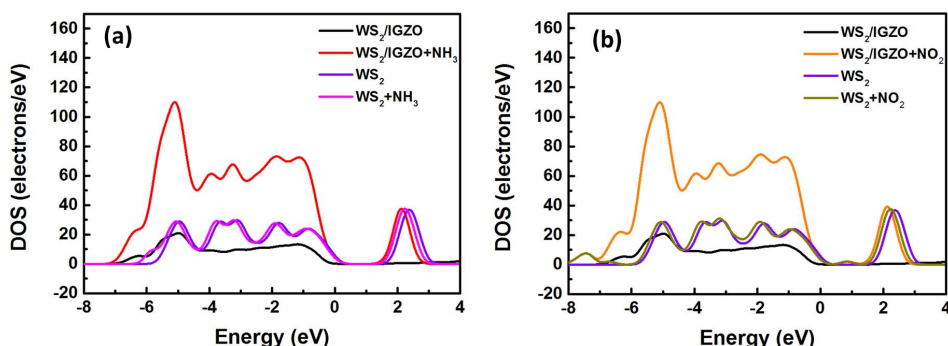 (a)
WS₂/IGZO
WS₂/IGZO+NH₃
WS₂
WS₂+NH₃
DOS (electrons/eV)
160
140
120
100
80
60
40
20
0
-20
-8 -6 -4 -2 0 2 4
Energy (eV)
(b)
WS₂/IGZO
WS₂/IGZO+NO₂
WS₂
WS₂+NO₂
DOS (electrons/eV)
160
140
120
100
80
60
40
20
0
-20
-8 -6 -4 -2 0 2 4
Energy (eV)